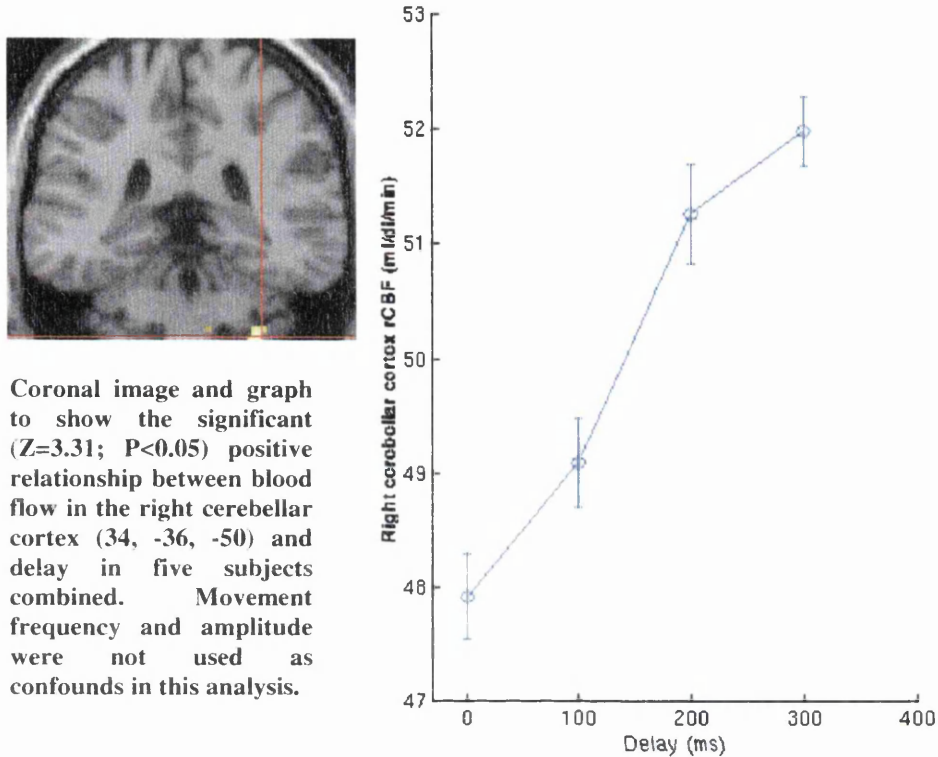 Coronal image and graph
to show the significant
(Z=3.31; P<0.05) positive
relationship between blood
flow in the right cerebellar
cortex (34, -36, -50) and
delay in five subjects
combined. Movement
frequency and amplitude
were not used as
confounds in this analysis.
Right cerebellar cortex rCBF (ml/dl/min)
53
52
51
50
49
48
47
0 100 200 300 400
Delay (ms)